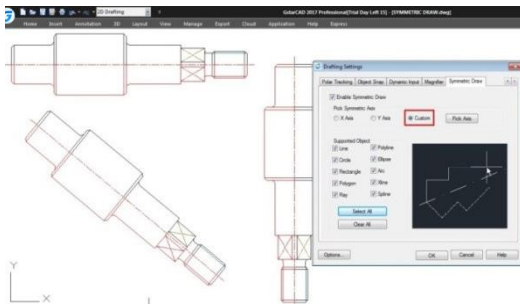 2D Drafting
GstarCAD 2017 Professional(Trial Day Left 15) - [SYMMETRIC DRAW.dwg]
Home Insert Annotation 3D Layout View Manage Export Cloud Application Help Express
Drafting Settings
Polar Tracking Object Snap Dynamic Input Magnifier Symmetric Draw
Enable Symmetric Draw
Pick Symmetric Axis
X Axis Y Axis Custom Pick Axis
Supported Object
Line Polyline
Circle Ellipse
Rectangle Arc
Polygon Xline
Ray Spline
Select All
Clear All
Options... OK Cancel Help
Y
X